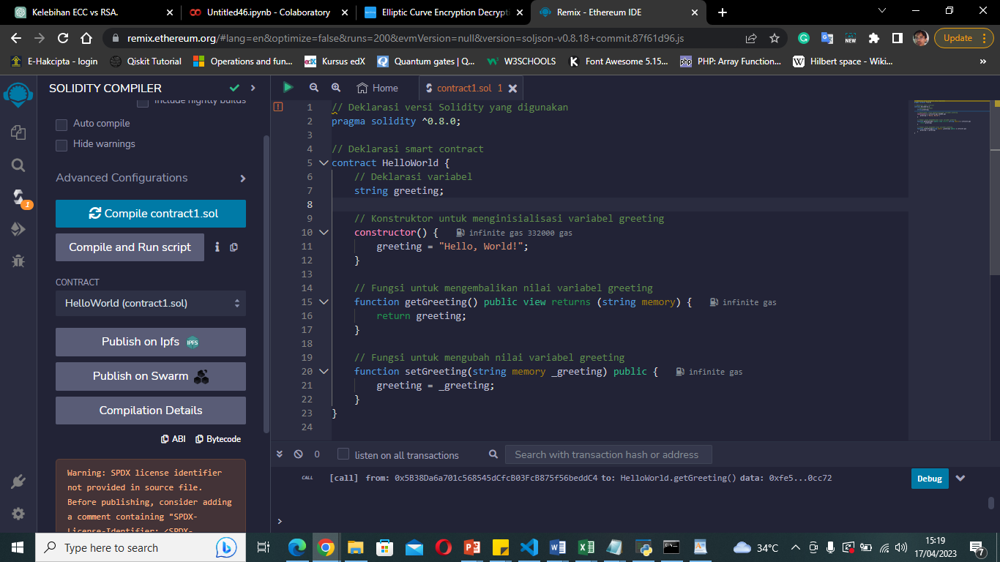 Kelebihan ECC vs RSA.
Untitled46.ipynb - Colaboratory
Elliptic Curve Encryption Decrypti
Remix - Ethereum IDE
remix.ethereum.org/#lang=en&optimize=false&runs=200&evmVersion=null&version=soljson-v0.8.18+commit.87f61d96.js
NEW
Update
E-Hakcipta - login
Qiskit Tutorial
Operations and fun...
edX Kursus edX
Quantum gates | Q...
W3SCHOOLS
Font Awesome 5.15...
php PHP: Array Function...
W Hilbert space - Wiki...
SOLIDITY COMPILER
Include nightly builds
Auto compile
Hide warnings
Advanced Configurations
1
Compile contract1.sol
Compile and Run script
CONTRACT
HelloWorld (contract1.sol)
Publish on Ipfs IPFS
Publish on Swarm
Compilation Details
ABI Bytecode
Warning: SPDX license identifier
not provided in source file.
Before publishing, consider adding
a comment containing "SPDX-
License-Identifier: <SPDX-
Home
contract1.sol 1
1 // Deklarasi versi Solidity yang digunakan
2 pragma solidity ^0.8.0;
3
4 // Deklarasi smart contract
5 contract HelloWorld {
6 // Deklarasi variabel
7 string greeting;
8
9 // Konstruktor untuk menginisialisasi variabel greeting
10 constructor() { infinite gas 332000 gas
11 greeting = "Hello, World!";
12 }
13
14 // Fungsi untuk mengembalikan nilai variabel greeting
15 function getGreeting() public view returns (string memory) { infinite gas
16 return greeting;
17 }
18
19 // Fungsi untuk mengubah nilai variabel greeting
20 function setGreeting(string memory _greeting) public { infinite gas
21 greeting = _greeting;
22 }
23 }
24
0 listen on all transactions Search with transaction hash or address
CALL [call] from: 0x5B38Da6a701c568545dCfcB03FcB875f56beddC4 to: HelloWorld.getGreeting() data: 0xfe5...0cc72 Debug
>
Type here to search
34°C
15:19
17/04/2023
7